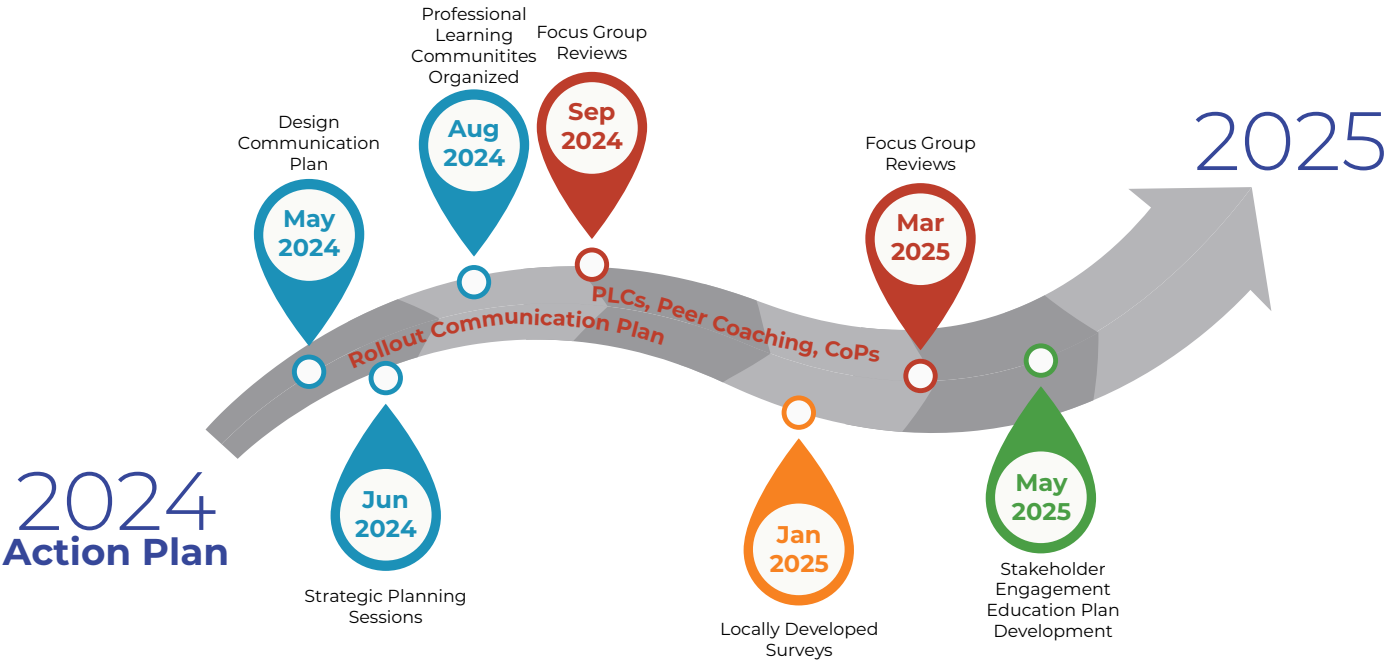 Professional
Learning
Communitites
Organized
Focus Group
Reviews
Design
Communication
Plan
Aug
2024
Sep
2024
Focus Group
Reviews
2025
May
2024
Mar
2025
PLCs, Peer Coaching, CoPs
Rollout Communication Plan
2024
Action Plan
Jun
2024
Strategic Planning
Sessions
Jan
2025
Locally Developed
Surveys
May
2025
Stakeholder
Engagement
Education Plan
Development